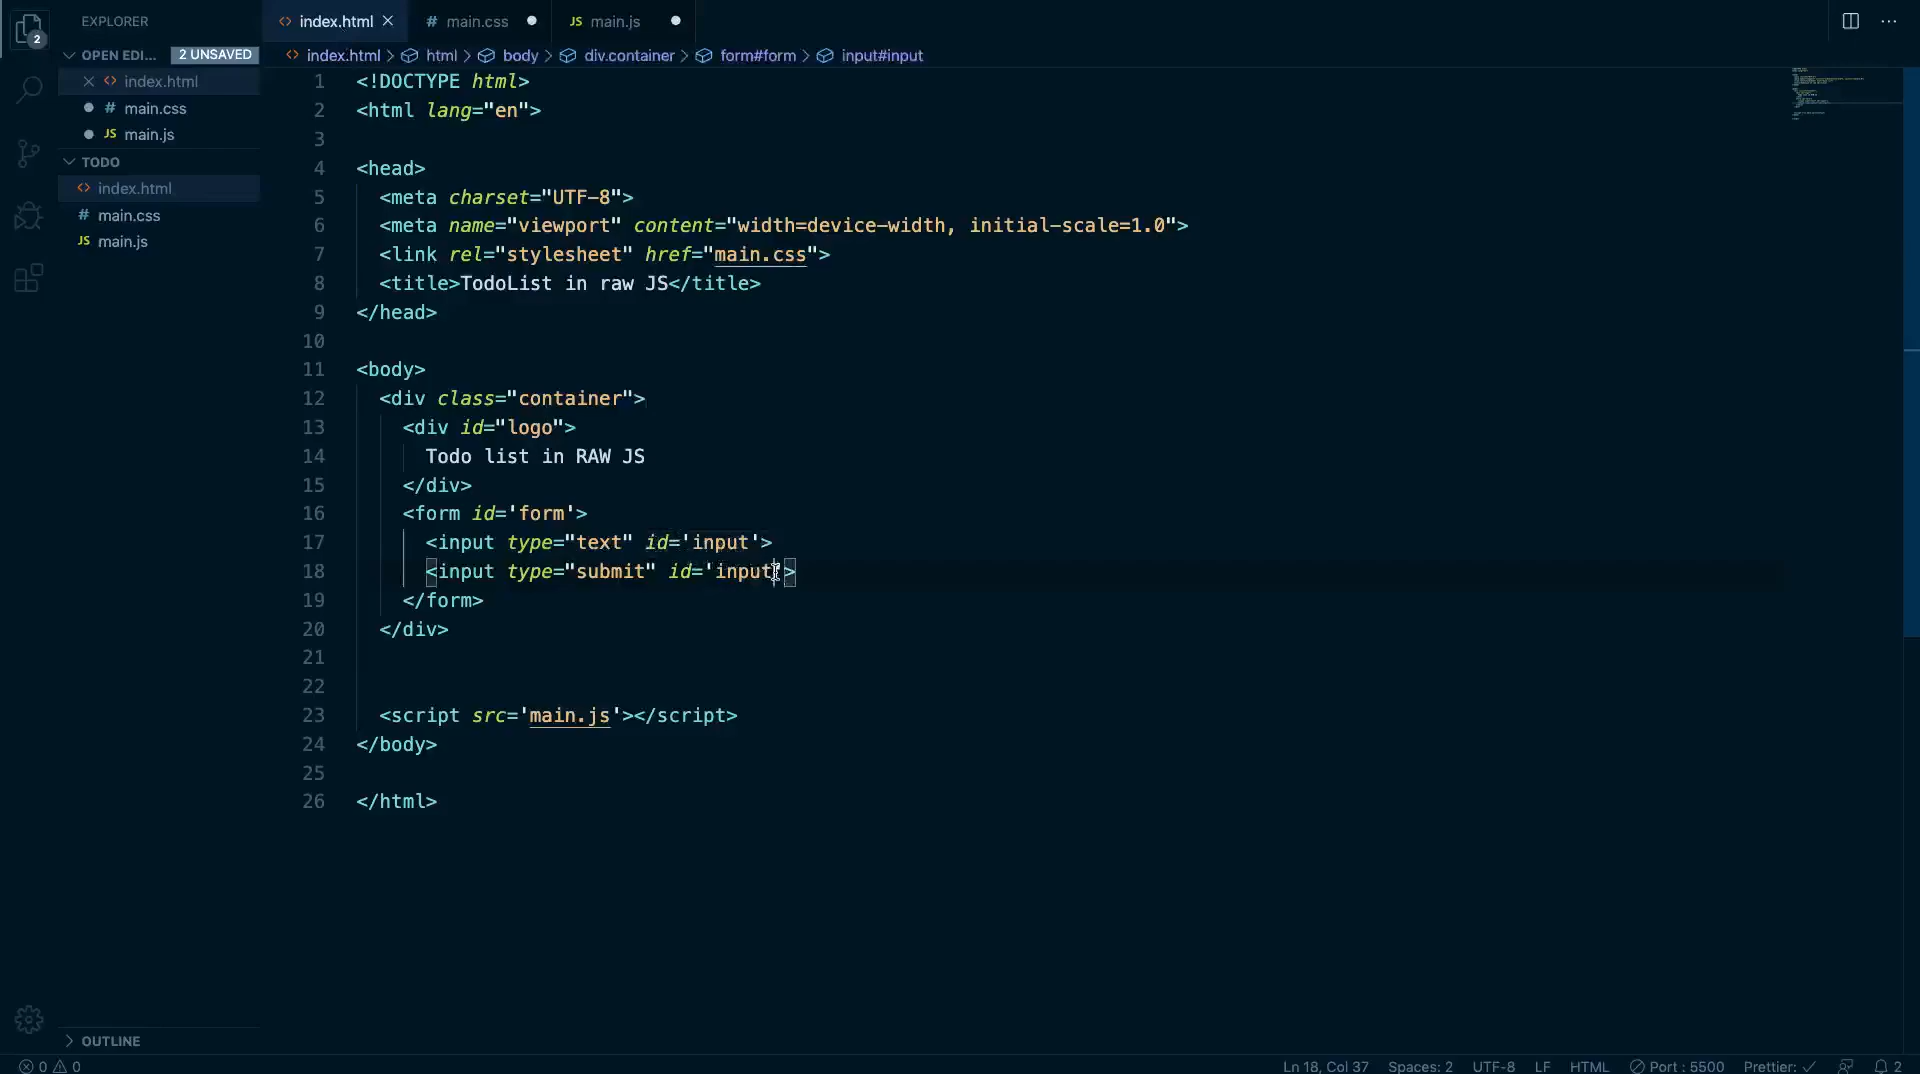 EXPLORER
index.html
# main.css
JS main.js
OPEN EDI... 2 UNSAVED
index.html > html > body > div.container > form#form > input#input
index.html
# main.css
JS main.js
TODO
index.html
# main.css
JS main.js
2
1 <!DOCTYPE html>
2 <html lang="en">
3
4 <head>
5 <meta charset="UTF-8">
6 <meta name="viewport" content="width=device-width, initial-scale=1.0">
7 <link rel="stylesheet" href="main.css">
8 <title>TodoList in raw JS</title>
9 </head>
10
11 <body>
12 <div class="container">
13 <div id="logo">
14 Todo list in RAW JS
15 </div>
16 <form id='form'>
17 <input type="text" id='input'>
18 <input type="submit" id='input'>
19 </form>
20 </div>
21
22
23 <script src='main.js'></script>
24 </body>
25
26 </html>
OUTLINE
0 0
Ln 18, Col 37 Spaces: 2 UTF-8 LF HTML Port : 5500 Prettier: ✓ 2